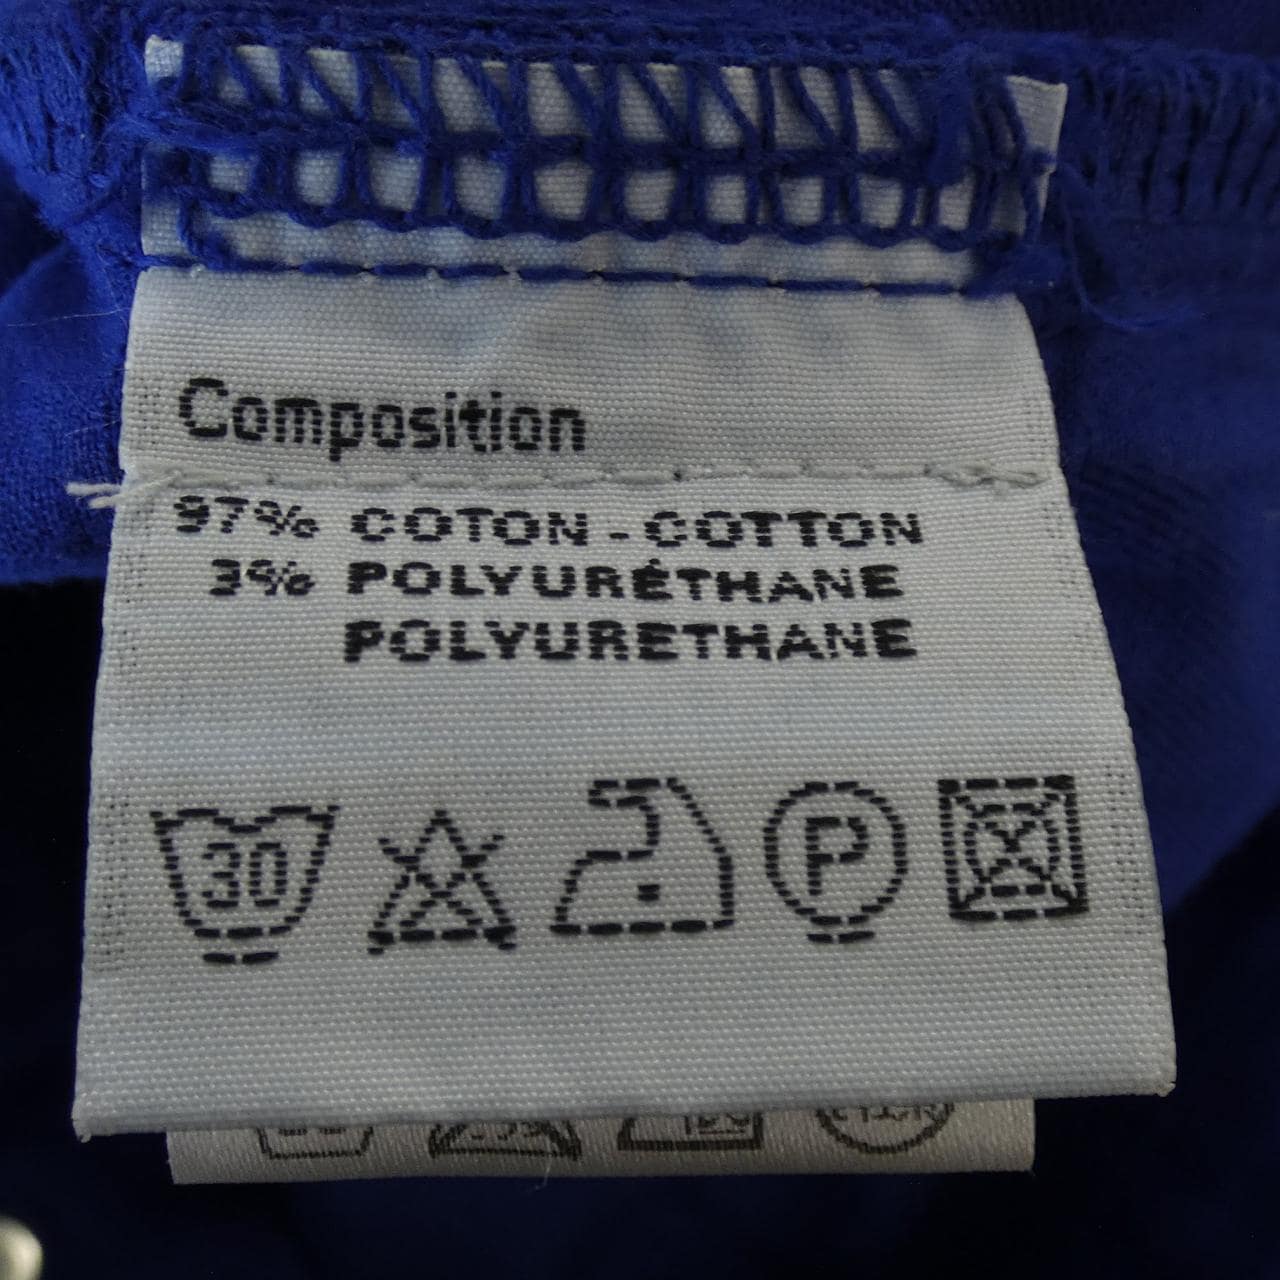 Composition
97% COTON - COTTON
3% POLYURÉTHANE
POLYURETHANE
30
P